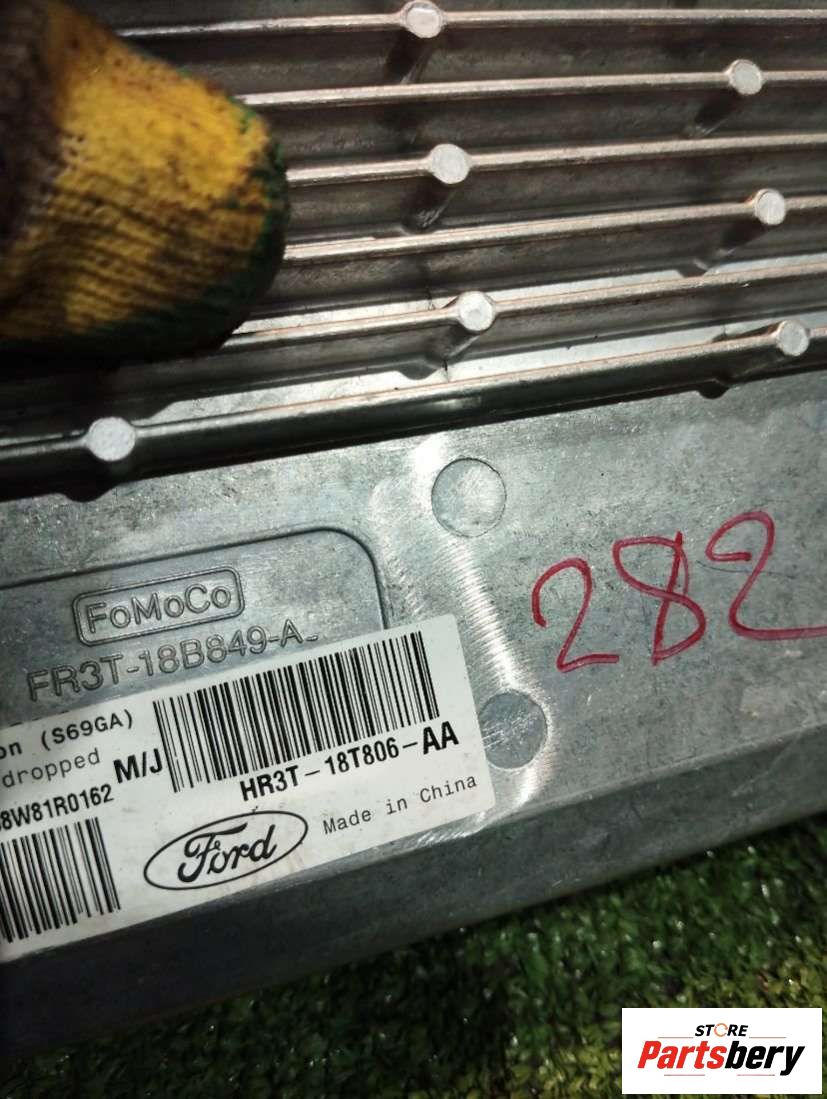 282
FoMoCo
FR3T-18B849-A
on (S69GA)
dropped
M/J
HR3T-18T806-AA
8W81R0162
Ford
Made in China
STORE
Partsbery